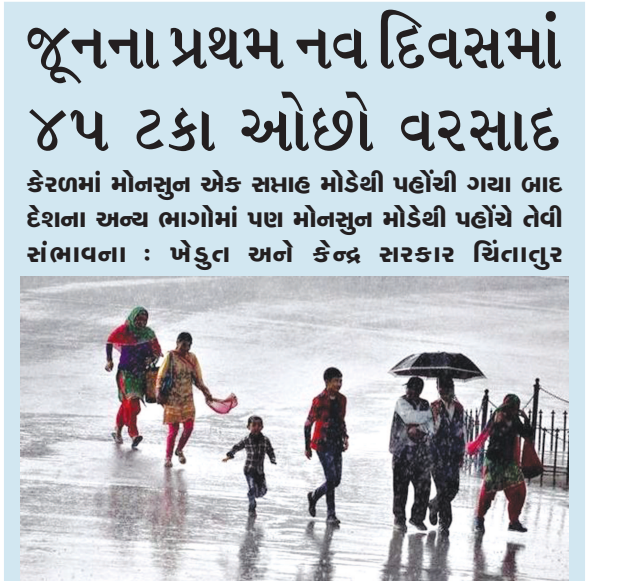 જૂનના પ્રથમ નવ દિવસમાં
૪૫ ટકા ઓછો વરસાદ
કેરળમાં મોનસુન એક સપ્તાહ મોડેથી પહોંચી ગયા બાદ
દેશના અન્ય ભાગોમાં પણ મોનસુન મોડેથી પહોંચે તેવી
સંભાવના : ખેડુત અને કેન્દ્ર સરકાર ચિંતાતુર